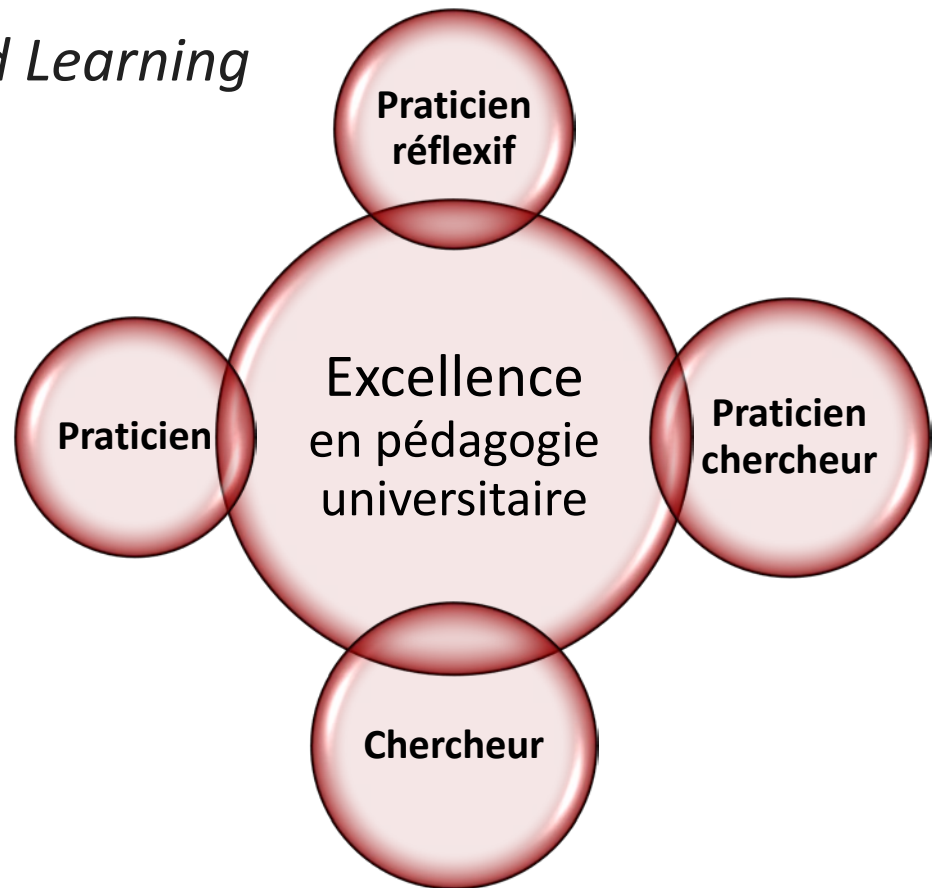 Learning
Praticien
réflexif
Excellence
en pédagogie
universitaire
Praticien
Praticien
chercheur
Chercheur